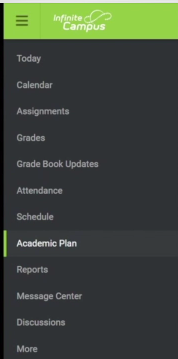 Infinite
Campus
Today
Calendar
Assignments
Grades
Grade Book Updates
Attendance
Schedule
Academic Plan
Reports
Message Center
Discussions
More